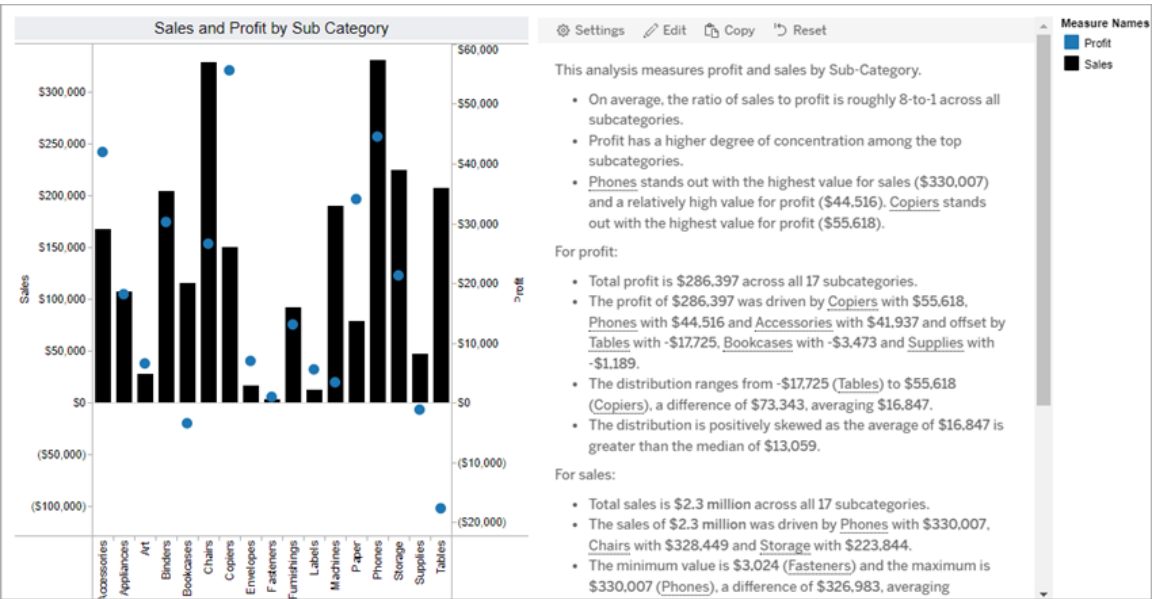 Sales and Profit by Sub Category
$300,000
$250,000
$200,000
$150,000
$100,000
$50,000
$0
($50,000)
($100,000)
Sales
$60,000
$50,000
$40,000
$30,000
$20,000
$10,000
$0
($10,000)
($20,000)
Profit
Accessories
Appliances
Art
Binders
Bookcases
Chairs
Copiers
Envelopes
Fasteners
Furnishings
Labels
Machines
Paper
Phones
Storage
Supplies
Tables
Settings Edit Copy Reset
This analysis measures profit and sales by Sub-Category.
• On average, the ratio of sales to profit is roughly 8-to-1 across all
subcategories.
• Profit has a higher degree of concentration among the top
subcategories.
• Phones stands out with the highest value for sales ($330,007)
and a relatively high value for profit ($44,516). Copiers stands
out with the highest value for profit ($55,618).
For profit:
• Total profit is $286,397 across all 17 subcategories.
• The profit of $286,397 was driven by Copiers with $55,618,
Phones with $44,516 and Accessories with $41,937 and offset by
Tables with -$17,725, Bookcases with -$3,473 and Supplies with
-$1,189.
• The distribution ranges from -$17,725 (Tables) to $55,618
(Copiers), a difference of $73,343, averaging $16,847.
• The distribution is positively skewed as the average of $16,847 is
greater than the median of $13,059.
For sales:
• Total sales is $2.3 million across all 17 subcategories.
• The sales of $2.3 million was driven by Phones with $330,007,
Chairs with $328,449 and Storage with $223,844.
• The minimum value is $3,024 (Fasteners) and the maximum is
$330,007 (Phones), a difference of $326,983, averaging
Measure Names
Profit
Sales